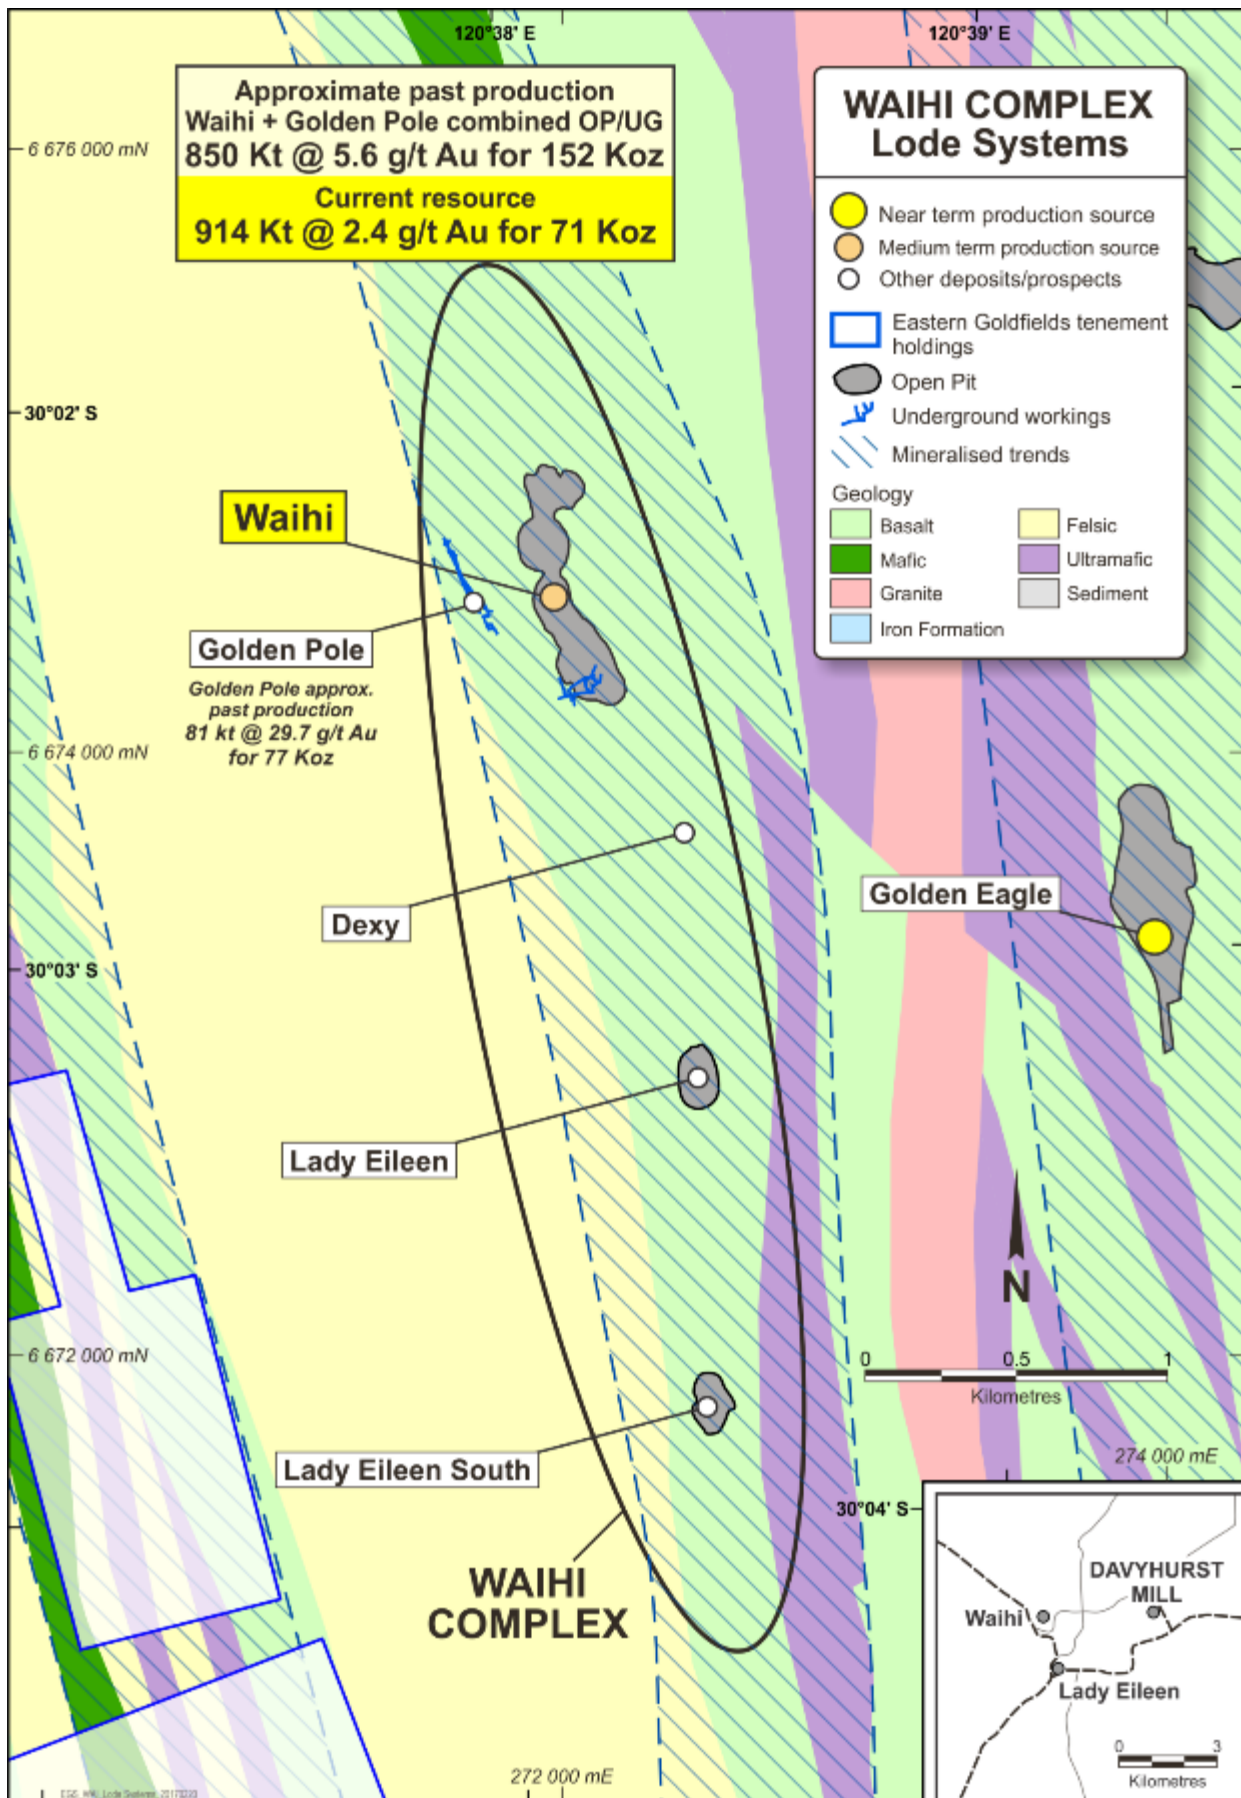 120°38' E
120°39' E
Approximate past production
Waihi + Golden Pole combined OP/UG
850 Kt @ 5.6 g/t Au for 152 Koz
Current resource
914 Kt @ 2.4 g/t Au for 71 Koz
WAIHI COMPLEX
Lode Systems
Near term production source
Medium term production source
Other deposits/prospects
Eastern Goldfields tenement
holdings
Open Pit
Underground workings
Mineralised trends
Geology
Basalt
Felsic
Mafic
Ultramafic
Granite
Sediment
Iron Formation
6 676 000 mN
30°02' S
Waihi
Golden Pole
Golden Pole approx.
past production
81 kt @ 29.7 g/t Au
for 77 Koz
6 674 000 mN
Dexy
Golden Eagle
30°03' S
Lady Eileen
N
6 672 000 mN
0 0.5 1
Kilometres
Lady Eileen South
274 000 mE
30°04' S
WAIHI
COMPLEX
DAVYHURST
MILL
Waihi
Lady Eileen
0 3
Kilometres
272 000 mE